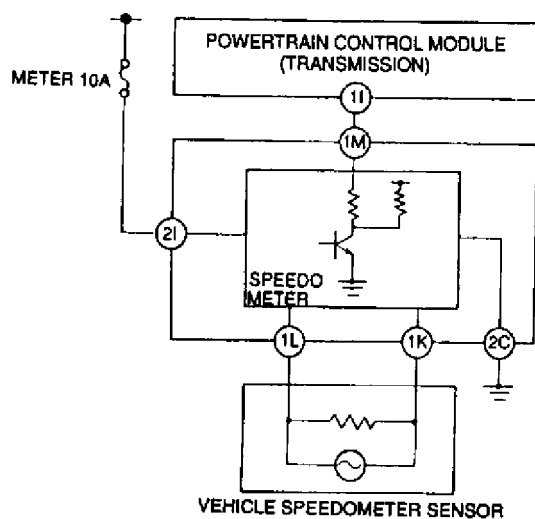 POWERTRAIN CONTROL MODULE
(TRANSMISSION)
METER 10A
1I
1M
2I
SPEEDO
METER
1L
1K
2C
VEHICLE SPEEDOMETER SENSOR